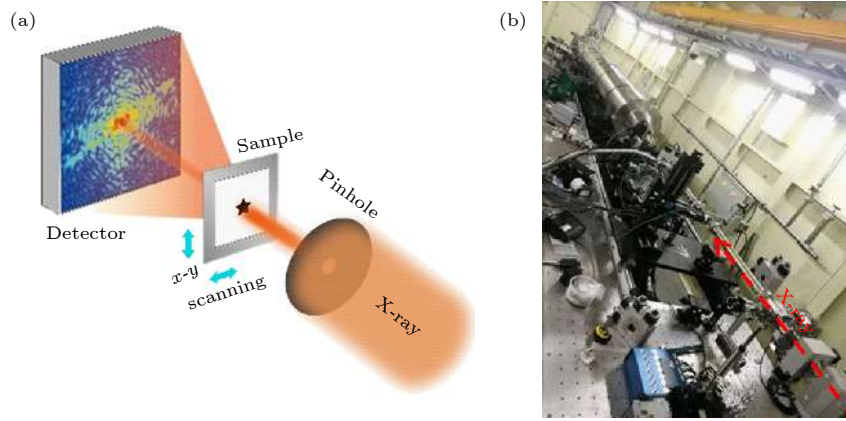 (a)
(b)
Sample
Pinhole
Detector
x-y
scanning
X-ray
X-ray